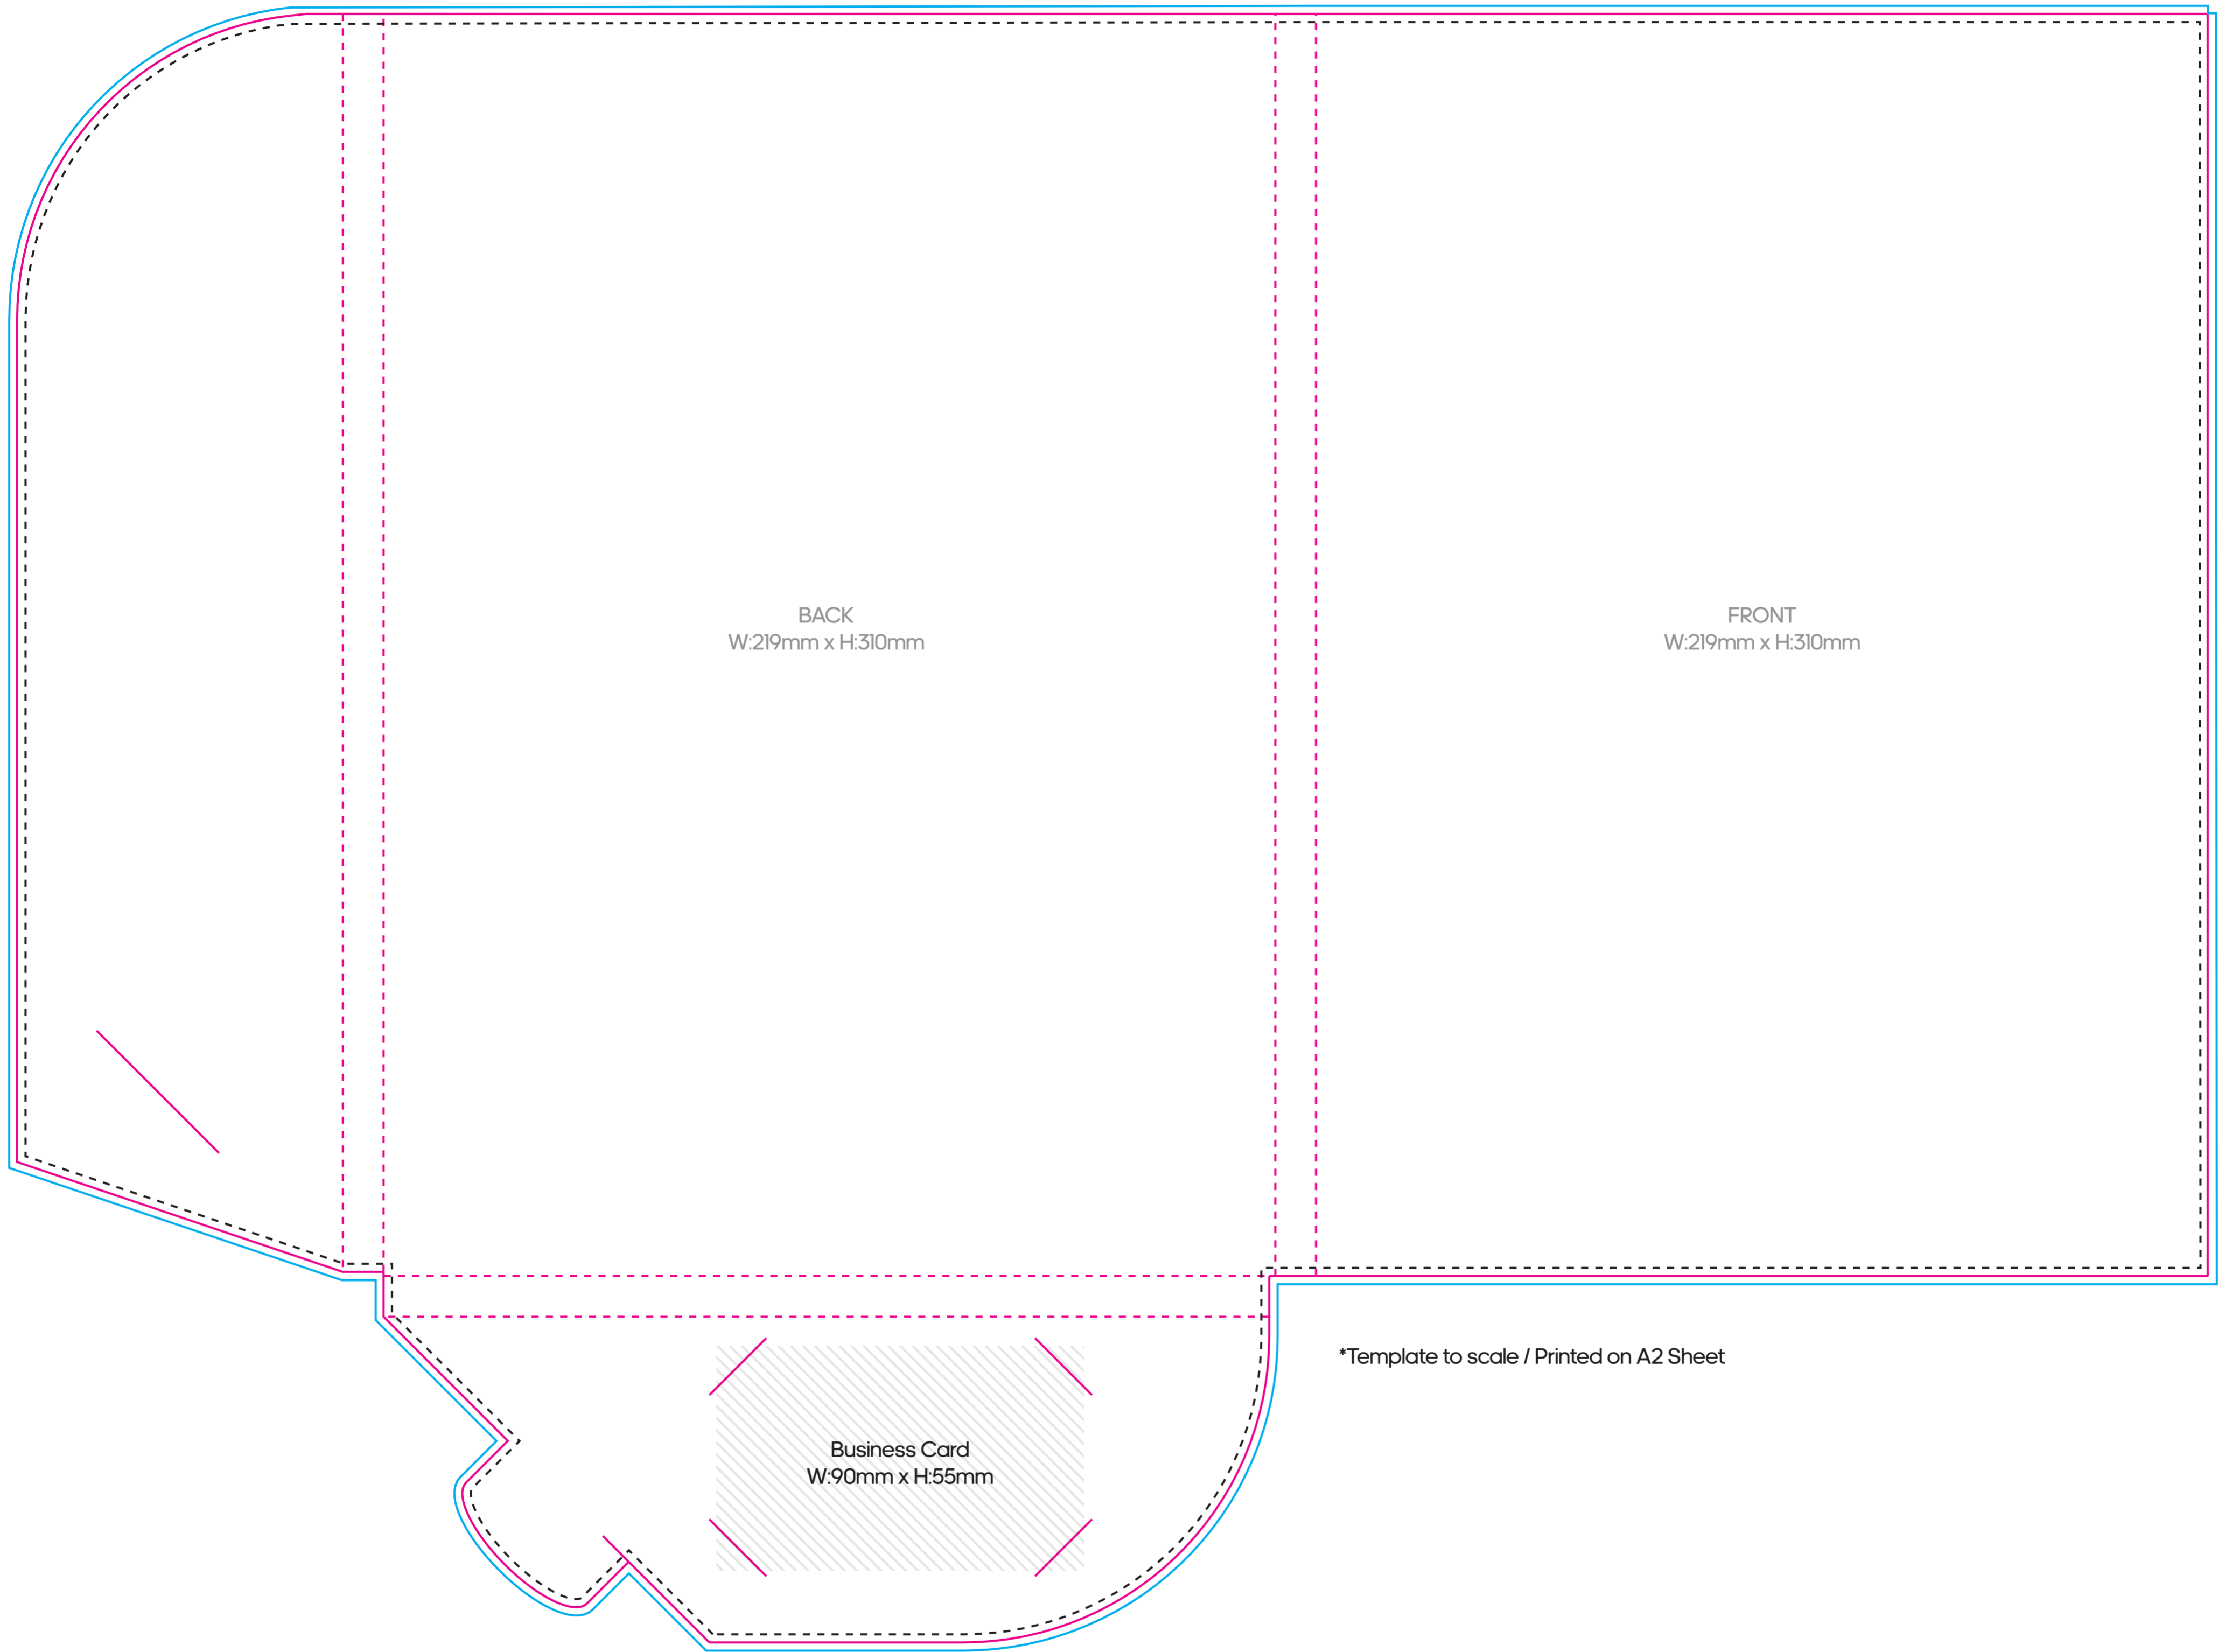 BACK
W:219mm x H:310mm
FRONT
W:219mm x H:310mm
*Template to scale / Printed on A2 Sheet
Business Card
W:90mm x H:55mm